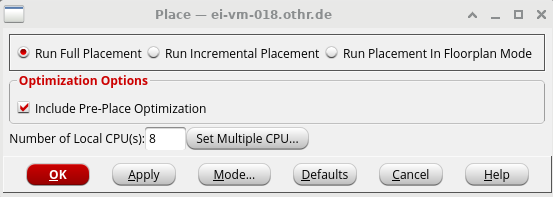 Place — ei-vm-018.othr.de
Run Full Placement Run Incremental Placement Run Placement In Floorplan Mode
Optimization Options
Include Pre-Place Optimization
Number of Local CPU(s): 8 Set Multiple CPU...
OK Apply Mode... Defaults Cancel Help